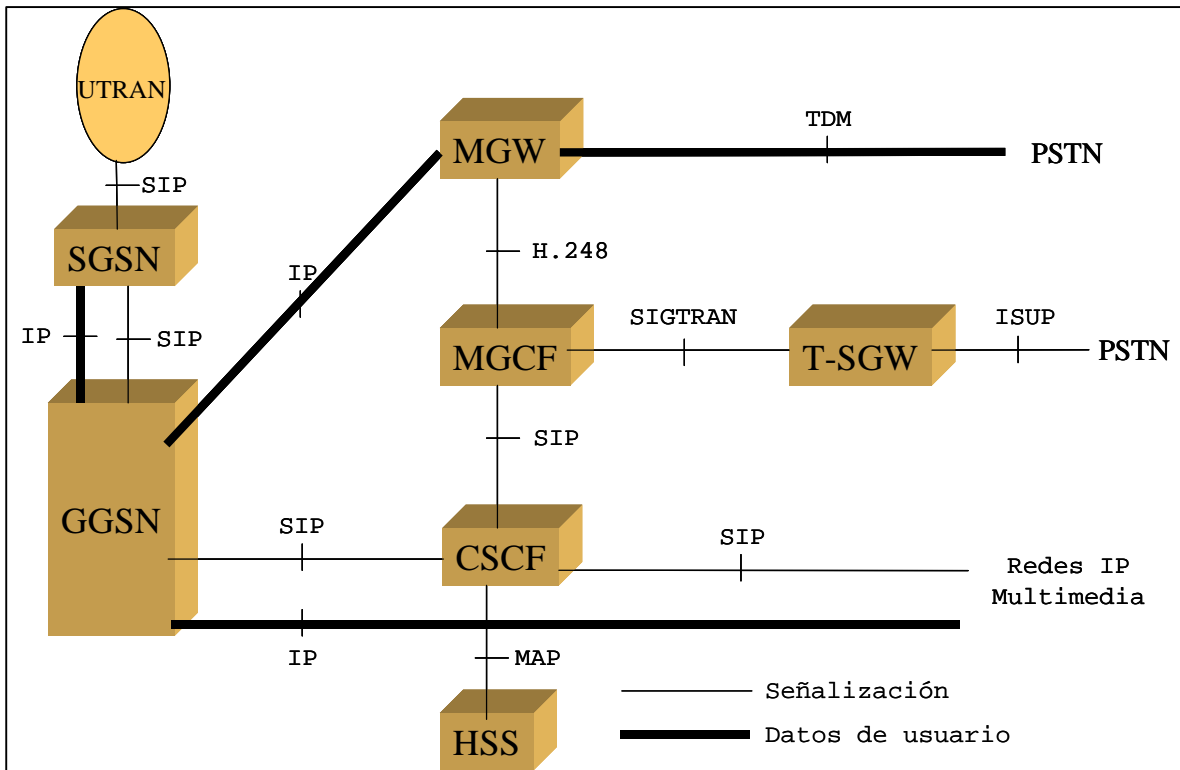 UTRAN
TDM
MGW
PSTN
SIP
SGSN
H.248
IP
SIGTRAN
ISUP
IP
SIP
MGCF
T-SGW
PSTN
SIP
GGSN
SIP
CSCF
SIP
Redes IP
Multimedia
IP
MAP
Señalización
HSS
Datos de usuario